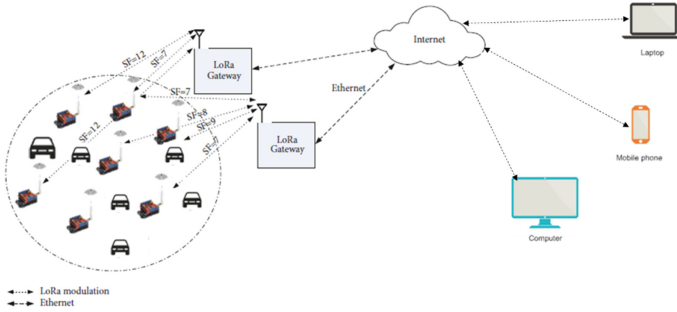 SF=12
SF=7
LoRa
Gateway
SF=7
SF=8
SF=9
SF=12
SF=7
LoRa
Gateway
Ethernet
Internet
Laptop
Mobile phone
Computer
LoRa modulation
Ethernet